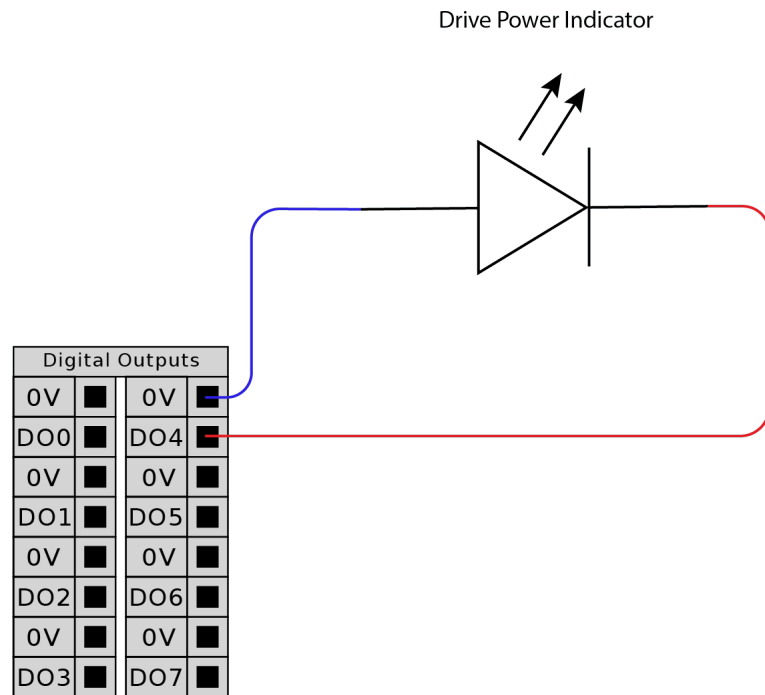 Drive Power Indicator
Digital Outputs
0V 0V
DO0 DO4
0V 0V
DO1 DO5
0V 0V
DO2 DO6
0V 0V
DO3 DO7